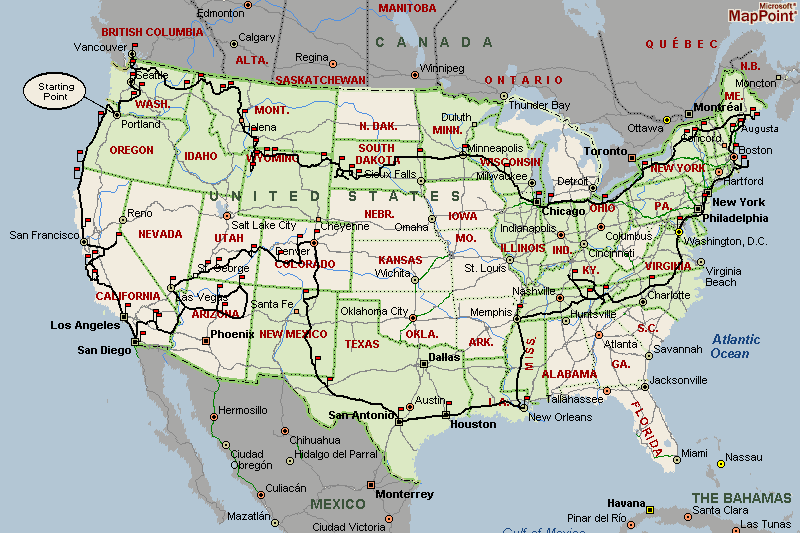 Microsoft®
MapPoint®
MANITOBA
Edmonton
BRITISH COLUMBIA
Vancouver
Calgary
CANADA
QUÉBEC
ALTA.
Regina
SASKATCHEWAN
Winnipeg
ONTARIO
N.B.
Moncton
Starting
Point
Seattle
WASH.
Portland
MONT.
Helena
N. DAK.
Duluth
MINN.
Thunder Bay
Ottawa
Montréal
ME.
Augusta
OREGON
IDAHO
WYOMING
SOUTH
DAKOTA
Sioux Falls
Minneapolis
WISCONSIN
Milwaukee
Toronto
Detroit
Concord
Boston
NEW YORK
Hartford
UNITED STATES
Chicago
New York
Philadelphia
PA.
OHIO
Reno
NEVADA
Salt Lake City
UTAH
Cheyenne
NEBR.
Omaha
IOWA
Indianapolis
Columbus
San Francisco
Denver
COLORADO
KANSAS
MO.
ILLINOIS
IND.
Cincinnati
Washington, D.C.
St. George
Wichita
St. Louis
KY.
VIRGINIA
Virginia
Beach
CALIFORNIA
Las Vegas
ARIZONA
Santa Fe
Oklahoma City
Nashville
Charlotte
Los Angeles
Phoenix
NEW MEXICO
TEXAS
OKLA.
ARK.
Memphis
Huntsville
S.C.
San Diego
MISS
Atlanta
Savannah
Atlantic
Ocean
Dallas
ALABAMA
GA.
Jacksonville
Hermosillo
Austin
San Antonio
Houston
LA.
New Orleans
Tallahassee
FLORIDA
Chihuahua
Ciudad
Obregón
Hidalgo del Parral
Miami
Nassau
Culiacán
Monterrey
MEXICO
Havana
THE BAHAMAS
Mazatlán
Ciudad Victoria
Pinar del Río
Santa Clara
Las Tunas
Gulf of Mexico